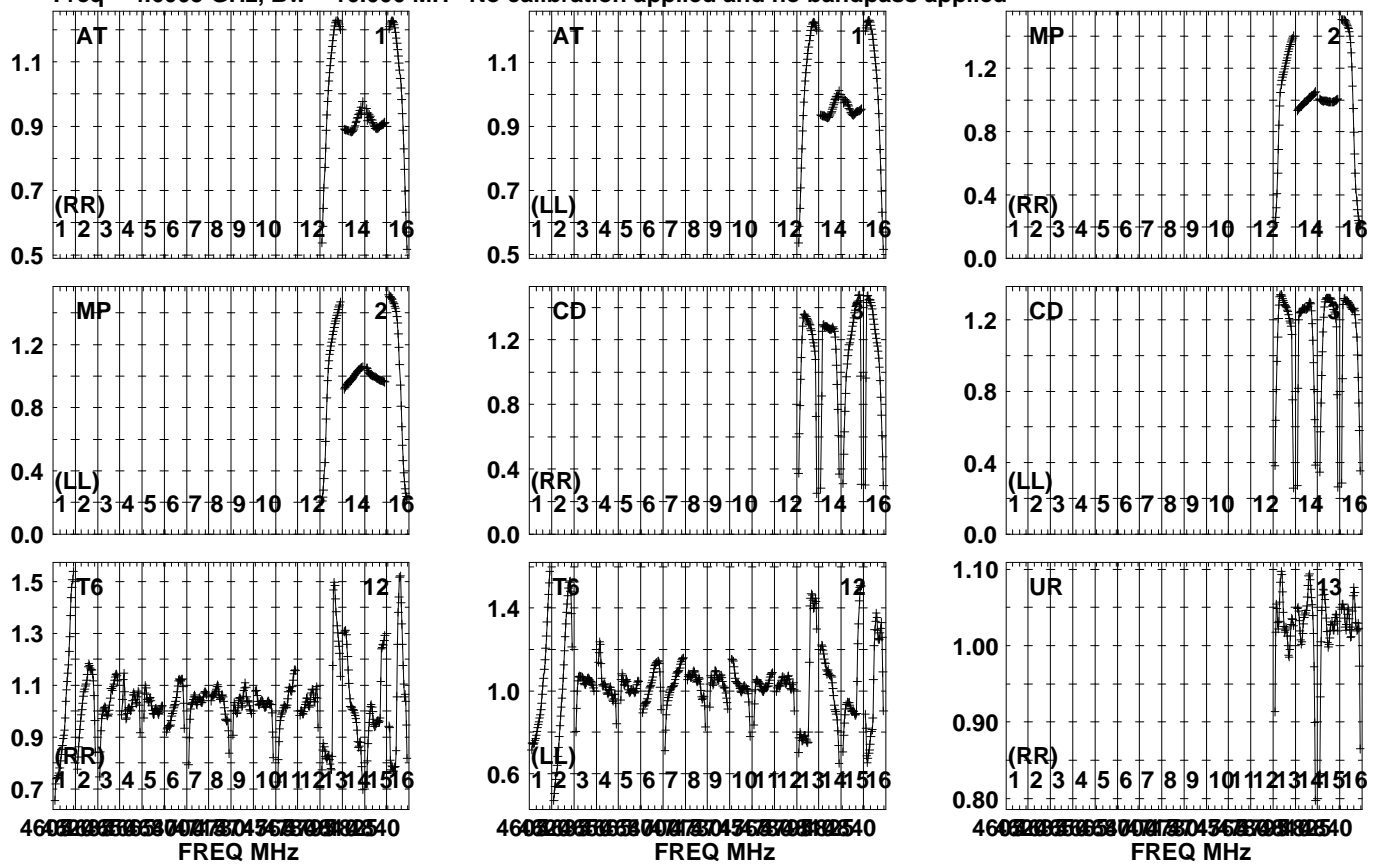 No calibration applied and no bandpass applied
AT 1
1.1
0.9
0.7
0.5
(RR)
1 2 3 4 5 6 7 8 9 10 12 14 16
AT 1
1.1
0.9
0.7
0.5
(LL)
1 2 3 4 5 6 7 8 9 10 12 14 16
MP 2
1.2
0.8
0.4
0.0
(RR)
1 2 3 4 5 6 7 8 9 10 12 14 16
MP 2
1.2
0.8
0.4
0.0
(LL)
1 2 3 4 5 6 7 8 9 10 12 14 16
CD 3
1.2
0.8
0.4
0.0
(RR)
1 2 3 4 5 6 7 8 9 10 12 14 16
CD 3
1.2
0.8
0.4
0.0
(LL)
1 2 3 4 5 6 7 8 9 10 12 14 16
T6 12
1.5
1.3
1.1
0.9
0.7
(RR)
1 2 3 4 5 6 7 8 9 10 11 12 13 15 16
FREQ MHz
T6 12
1.4
1.0
0.6
(LL)
1 2 3 4 5 6 7 8 9 10 11 12 13 15 16
FREQ MHz
UR 13
1.10
1.00
0.90
0.80
(RR)
1 2 3 4 5 6 7 8 9 10 11 12 13 15 16
FREQ MHz